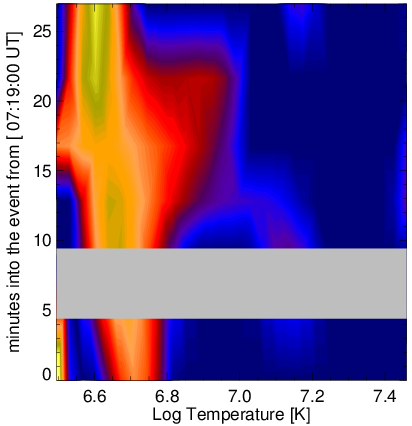 minutes into the event from [ 07:19:00 UT]
25
20
15
10
5
0
6.6 6.8 7.0 7.2 7.4
Log Temperature [K]